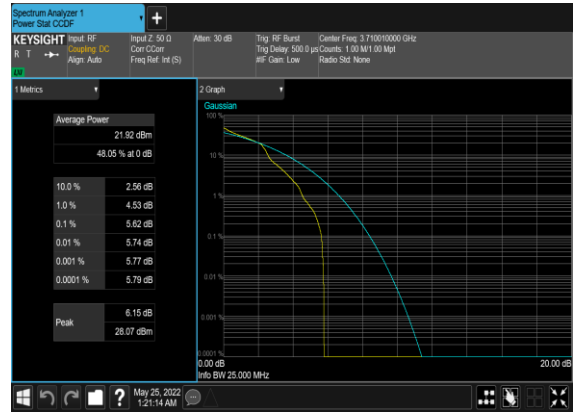 Spectrum Analyzer 1
Power Stat CCDF
+
KEYSIGHT
R T
LW
Input: RF
Coupling: DC
Align: Auto
Input Z: 50 Ω
Corr CCorr
Freq Ref: Int (S)
Atten: 30 dB
Trig: RF Burst
Trig Delay: 500.0 µs
#IF Gain: Low
Center Freq: 3.710010000 GHz
Counts: 1.00 M/1.00 Mpt
Radio Std: None
1 Metrics
Average Power
21.92 dBm
48.05 % at 0 dB
10.0 % 2.56 dB
1.0 % 4.53 dB
0.1 % 5.62 dB
0.01 % 5.74 dB
0.001 % 5.77 dB
0.0001 % 5.79 dB
Peak
6.15 dB
28.07 dBm
2 Graph
Gaussian
100 %
10 %
1 %
0.1 %
0.01 %
0.001 %
0.0001 %
0.00 dB 20.00 dB
Info BW 25.000 MHz
? May 25, 2022
1:21:14 AM